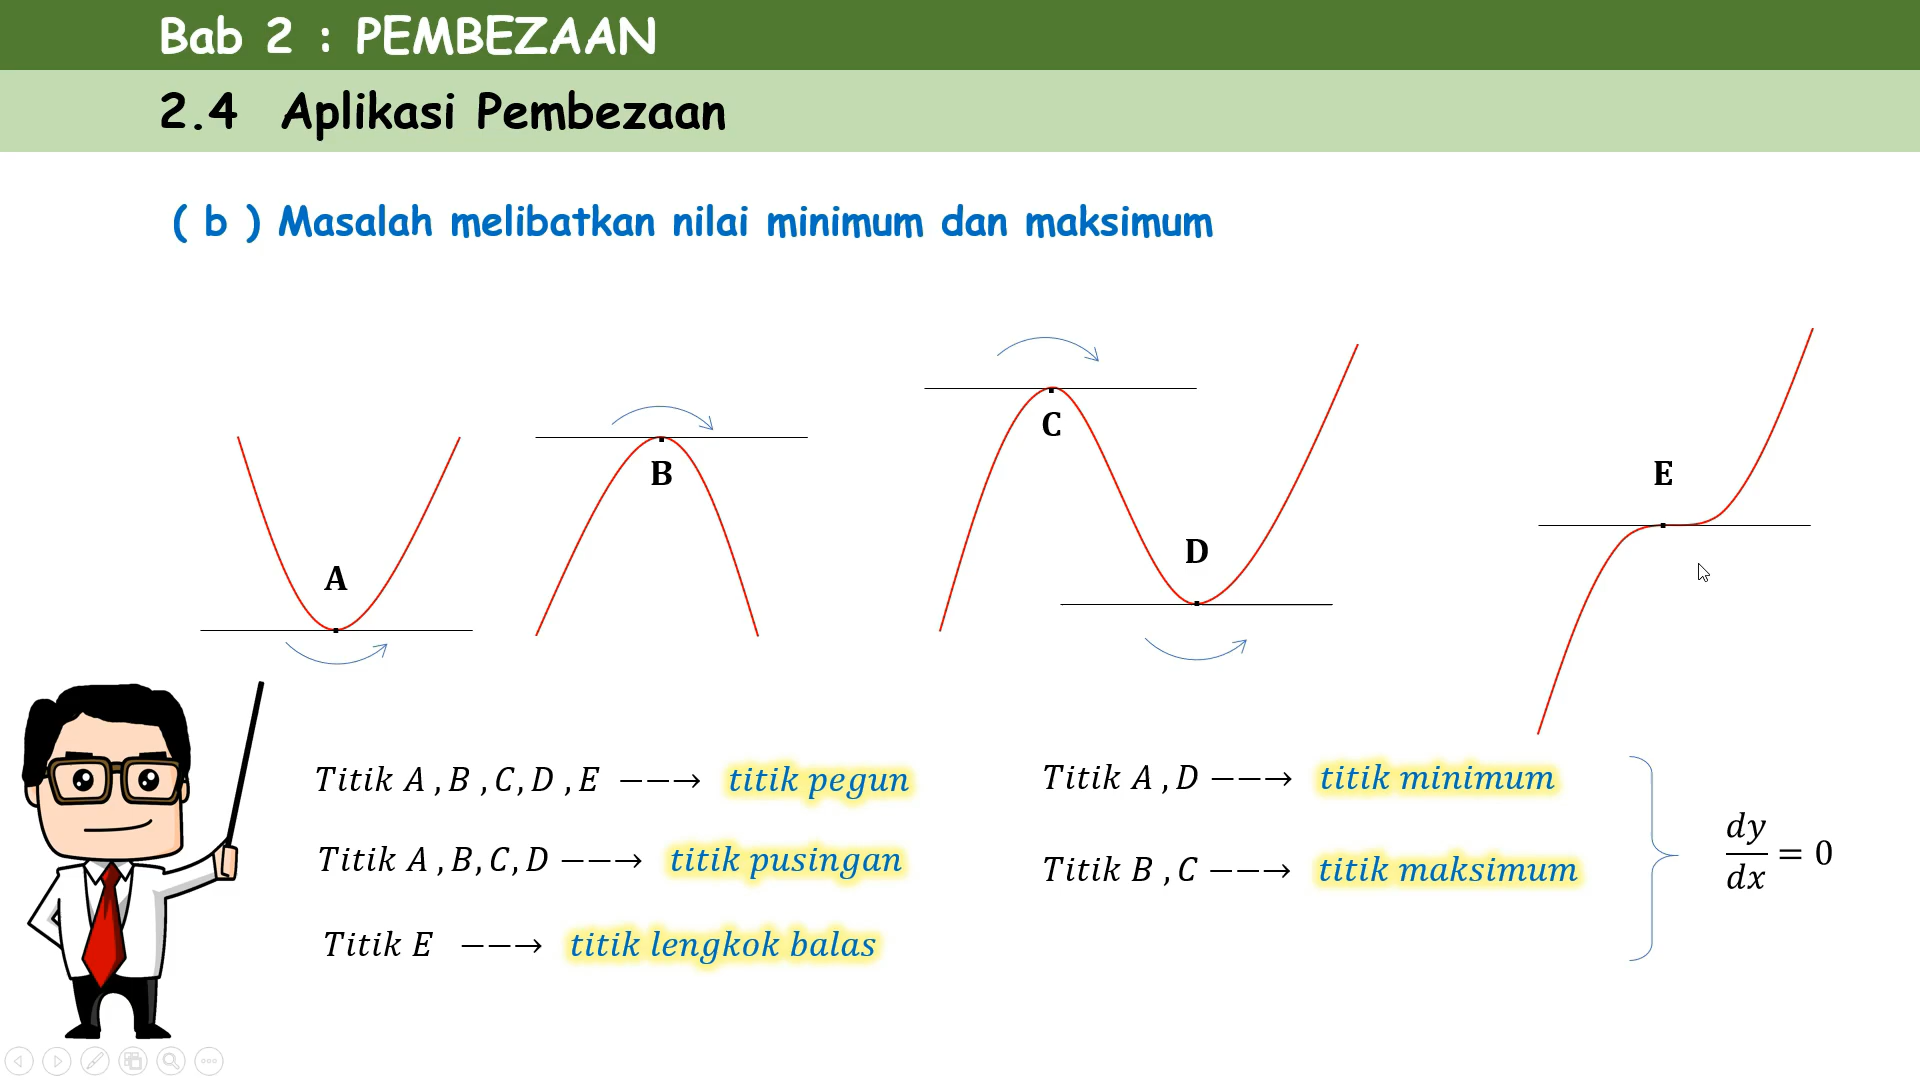 Bab 2 : PEMBEZAAN
2.4 Aplikasi Pembezaan
( b ) Masalah melibatkan nilai minimum dan maksimum
A
B
C
D
E
Titik A , B , C, D , E −−→ titik pegun
Titik A , B, C, D −−→ titik pusingan
Titik E −−→ titik lengkok balas
Titik A , D −−→ titik minimum
Titik B , C −−→ titik maksimum
dy/dx = 0